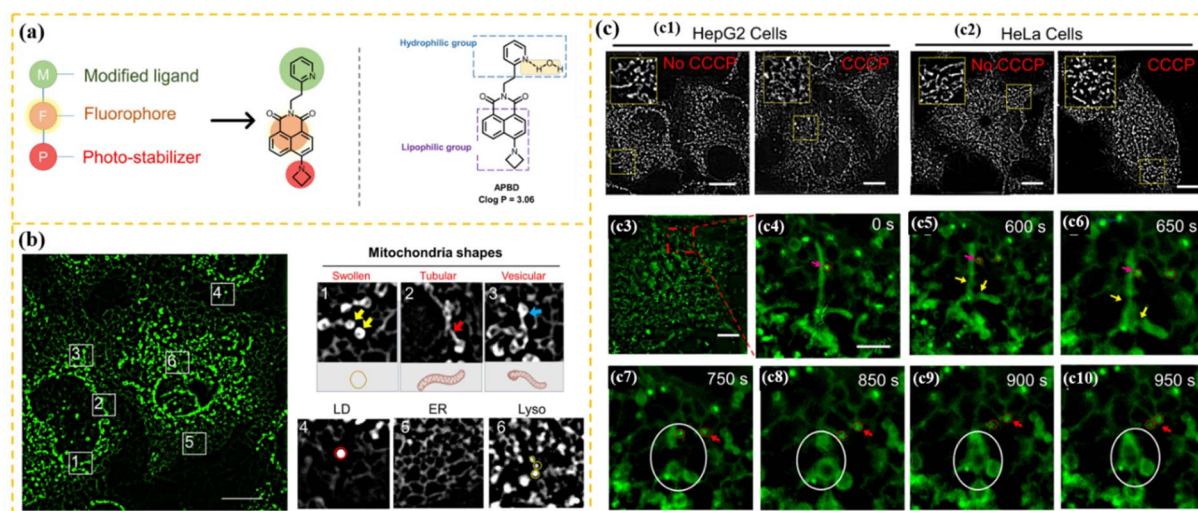 (a)
M Modified ligand
F Fluorophore
P Photo-stabilizer
N
O N O
N
Hydrophilic group
N H O H
O N O
Lipophilic group
N
APBD
Clog P = 3.06
(b)
4
3
6
2
5
1
Mitochondria shapes
Swollen Tubular Vesicular
1 2 3
LD ER Lyso
4 5 6
(c) (c1) (c2)
HepG2 Cells HeLa Cells
No CCCP CCCP No CCCP CCCP
(c3) (c4) 0 s (c5) 600 s (c6) 650 s
(c7) 750 s (c8) 850 s (c9) 900 s (c10) 950 s